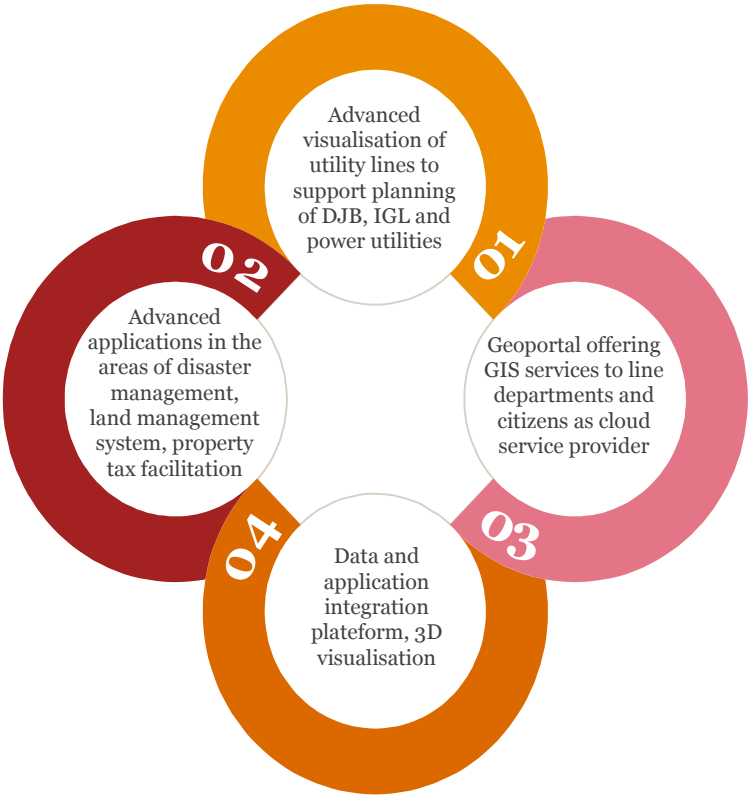 Advanced
visualisation of
utility lines to
support planning
of DJB, IGL and
power utilities
01
02
Advanced
applications in the
areas of disaster
management,
land management
system, property
tax facilitation
Geoportal offering
GIS services to line
departments and
citizens as cloud
service provider
03
04
Data and
application
integration
plateform, 3D
visualisation